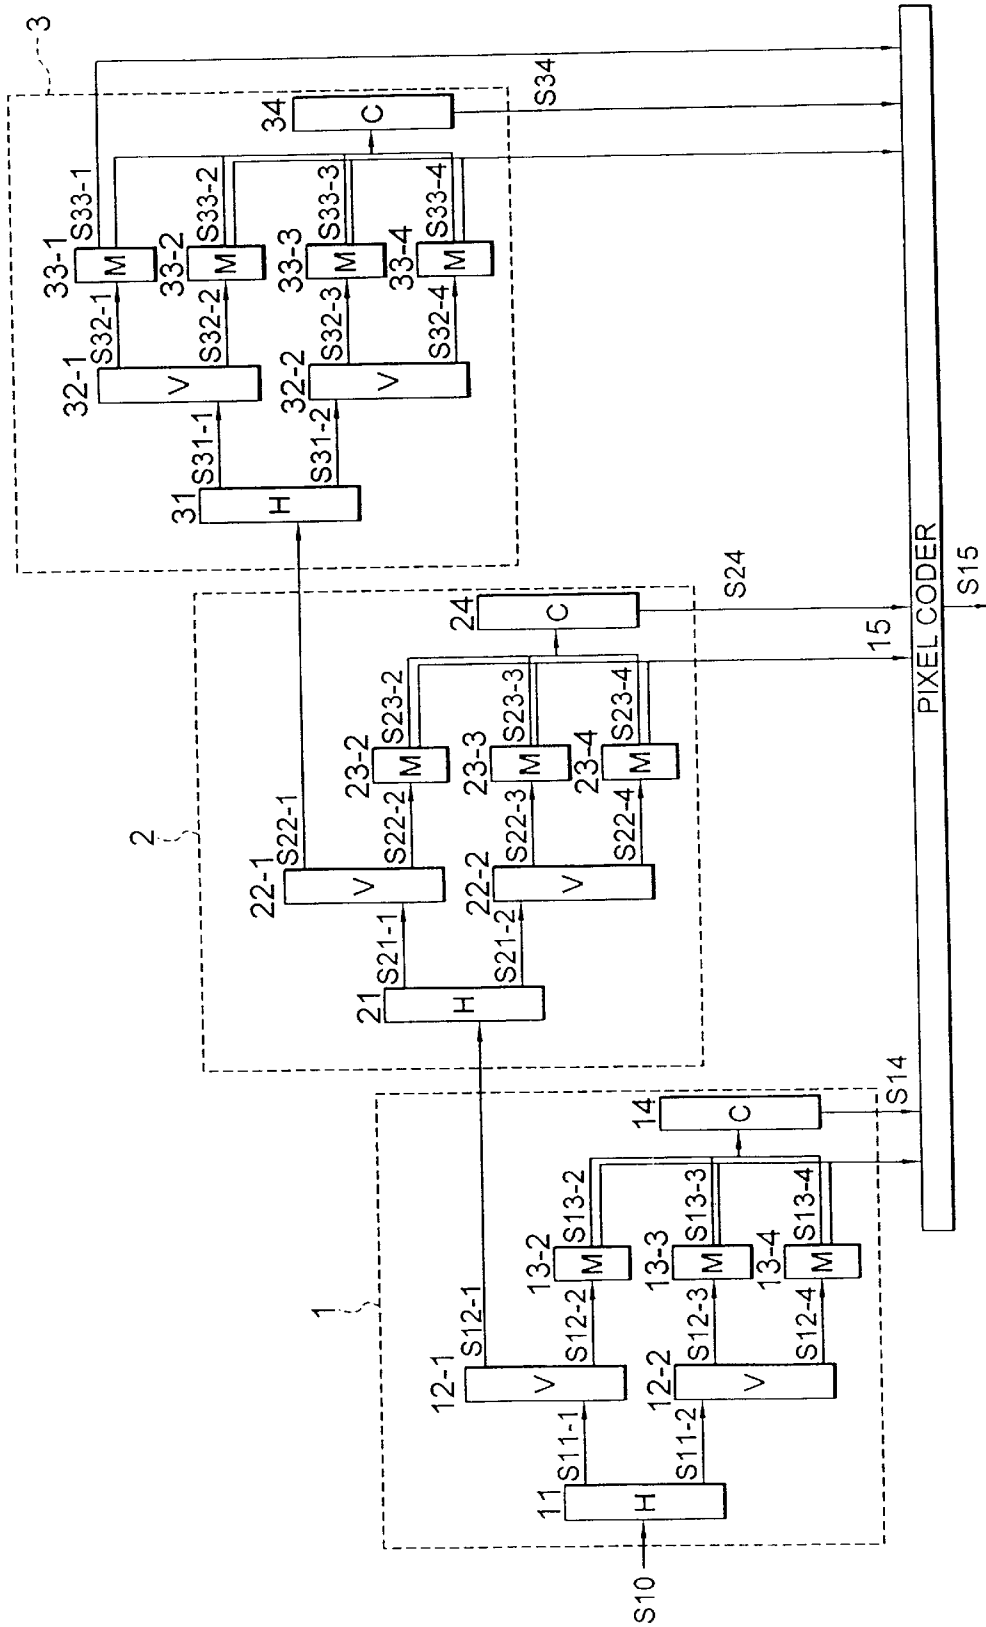 3
33-1
S33-1
S32-1
M
32-1
V
33-2
S33-2
S32-2
M
34
C
S34
31
H
S31-1
S31-2
33-3
S33-3
S32-3
M
32-2
V
33-4
S33-4
S32-4
M
2
22-1
S22-1
V
23-2
S23-2
S22-2
M
24
C
S24
21
H
S21-1
S21-2
23-3
S23-3
S22-3
M
22-2
V
23-4
S23-4
S22-4
M
1
12-1
S12-1
V
13-2
S13-2
S12-2
M
14
C
S14
S10
11
H
S11-1
S11-2
13-3
S13-3
S12-3
M
12-2
V
13-4
S13-4
S12-4
M
15
PIXEL CODER
S15